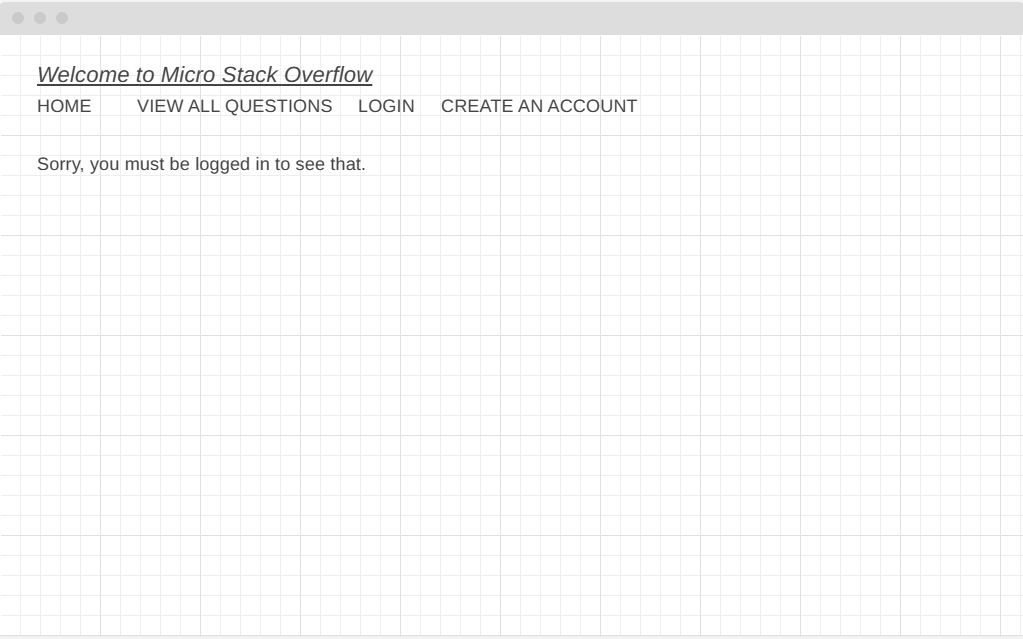 Welcome to Micro Stack Overflow
HOME VIEW ALL QUESTIONS LOGIN CREATE AN ACCOUNT
Sorry, you must be logged in to see that.